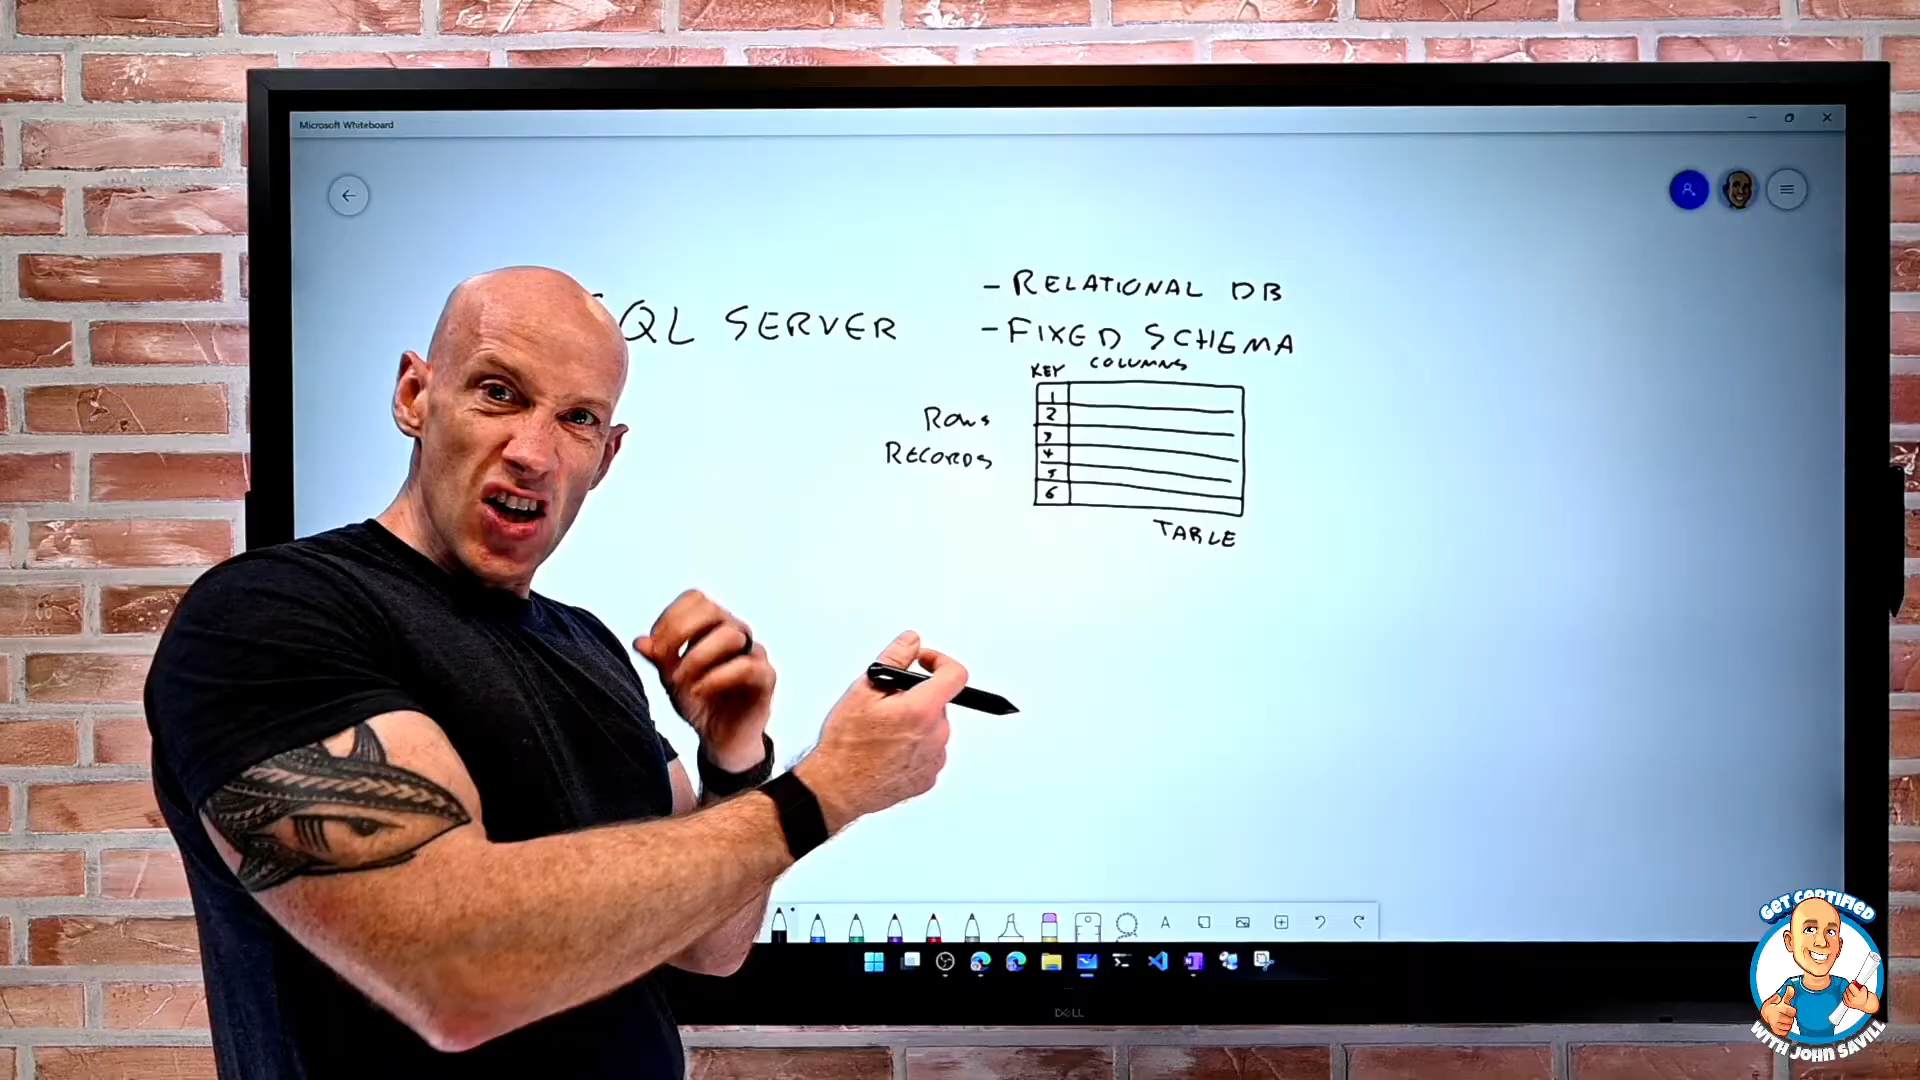 Microsoft Whiteboard
QL SERVER
- RELATIONAL DB
- FIXED SCHEMA
KEY COLUMNS
1
2
3
4
5
6
Rows
RECORDS
TABLE
A
DELL
GET CERTIFIED
WITH JOHN SAVILL